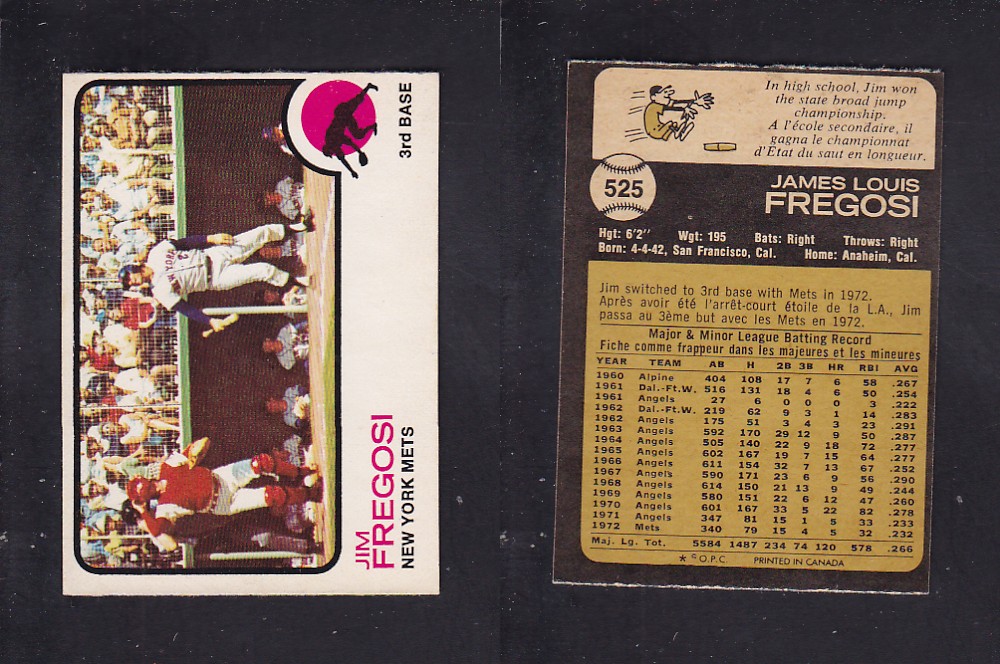 JIM
FREGOSI
NEW YORK METS
3rd BASE
In high school, Jim won
the state broad jump
championship.
A l'école secondaire, il
gagna le championnat
d'Etat du saut en longueur.
525
JAMES LOUIS
FREGOSI
Hgt: 6'2" Wgt: 195 Bats: Right Throws: Right
Born: 4-4-42, San Francisco, Cal. Home: Anaheim, Cal.
Jim switched to 3rd base with Mets in 1972.
Après avoir été l'arrêt-court étoile de la L.A., Jim
passa au 3ème but avec les Mets en 1972.
Major & Minor League Batting Record
Fiche comme frappeur dans les majeures et les mineures
YEAR TEAM AB H 2B 3B HR RBI AVG
1960 Alpine 404 108 17 7 6 58 .267
1961 Dal.-Ft.W. 516 131 18 4 6 50 .254
1961 Angels 27 6 0 0 0 3 .222
1962 Dal.-Ft.W. 219 62 9 3 1 14 .283
1962 Angels 175 51 3 4 3 23 .291
1963 Angels 592 170 29 12 9 50 .287
1964 Angels 505 140 22 9 18 72 .277
1965 Angels 602 167 19 7 15 64 .277
1966 Angels 611 154 32 7 13 67 .252
1967 Angels 590 171 23 6 9 56 .290
1968 Angels 614 150 21 13 9 49 .244
1969 Angels 580 151 22 6 12 47 .260
1970 Angels 601 167 33 5 22 82 .278
1971 Angels 347 81 15 1 5 33 .233
1972 Mets 340 79 15 4 5 32 .232
Maj. Lg. Tot. 5584 1487 234 74 120 578 .266
* © O.P.C. PRINTED IN CANADA